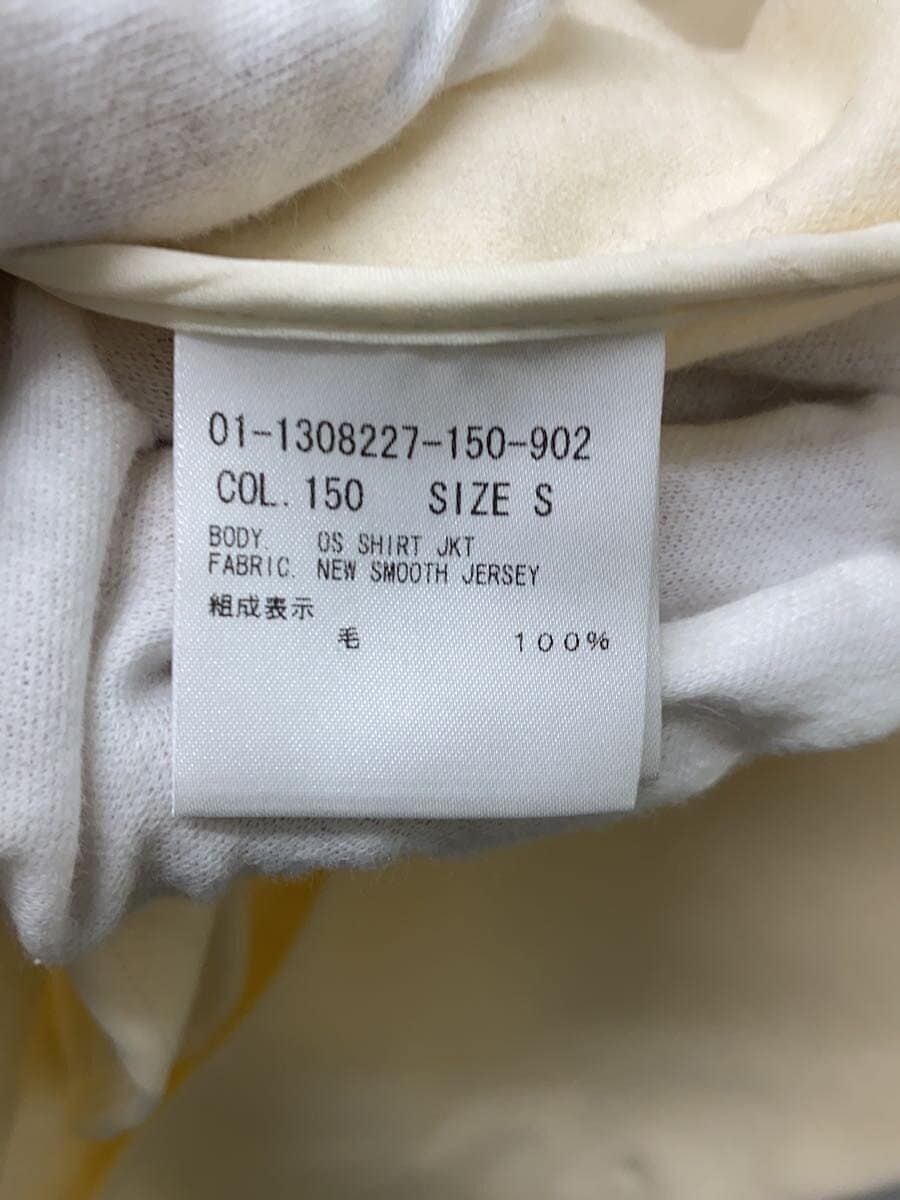 01-1308227-150-902
COL. 150 SIZE S
BODY. OS SHIRT JKT
FABRIC. NEW SMOOTH JERSEY
組成表示
毛 100%